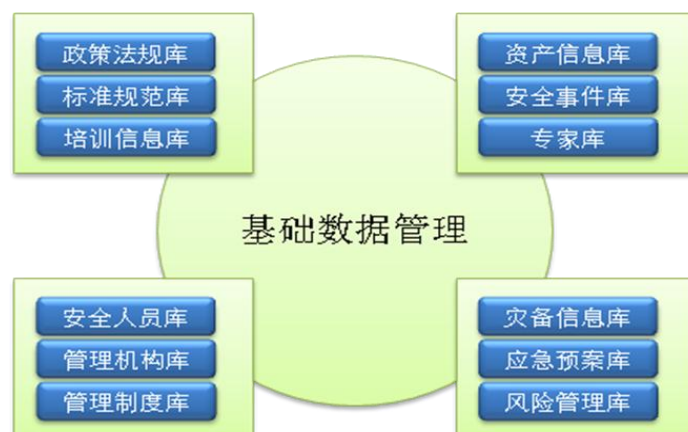 政策法规库
标准规范库
培训信息库
资产信息库
安全事件库
专家库
基础数据管理
安全人员库
管理机构库
管理制度库
灾备信息库
应急预案库
风险管理库